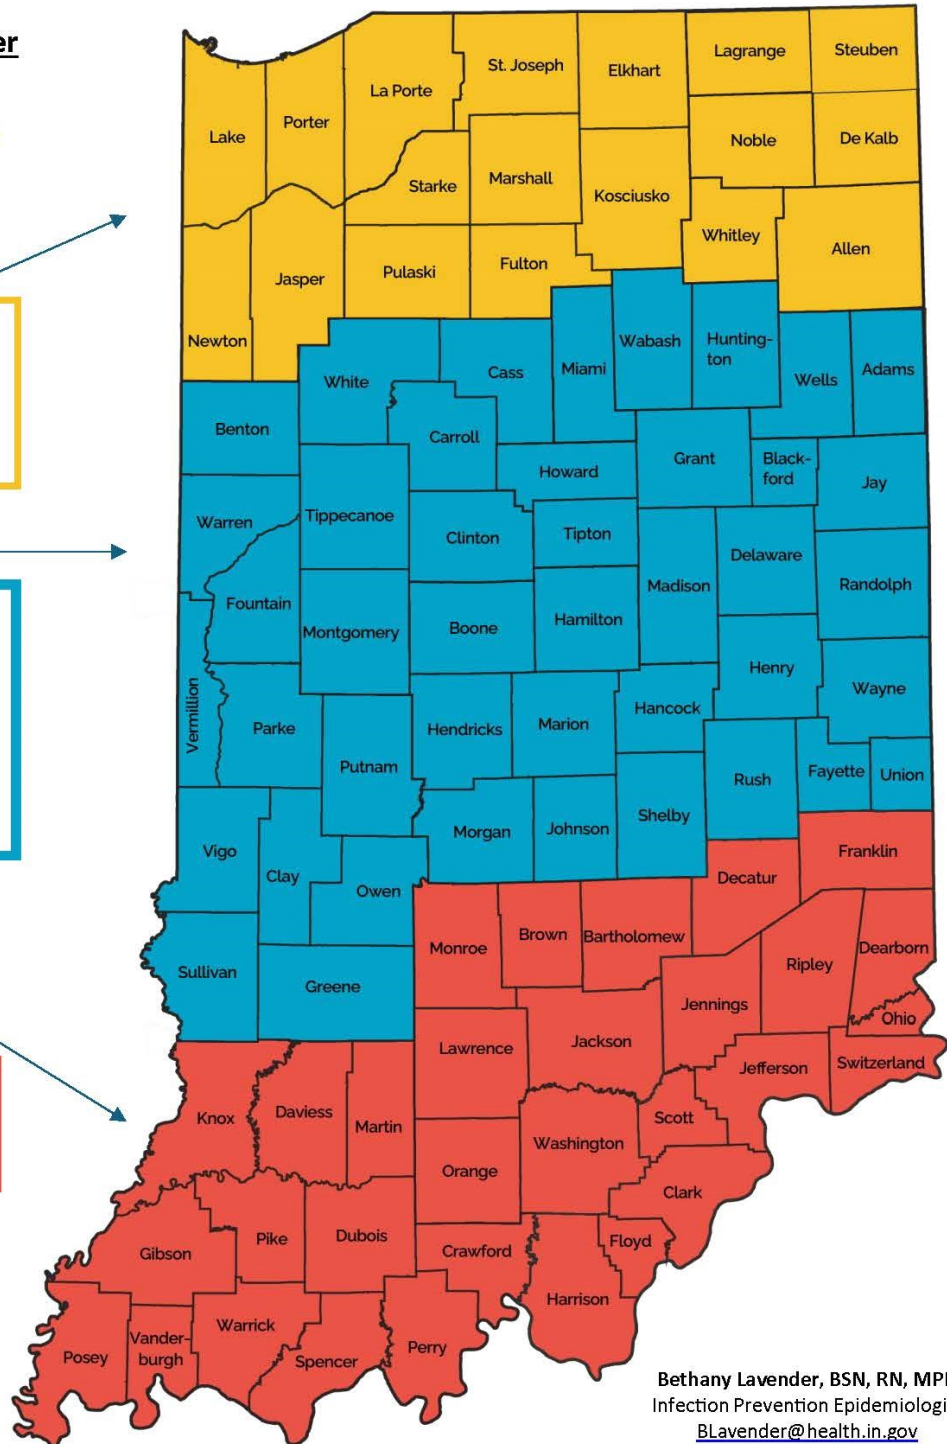 er
Lake
Porter
La Porte
St. Joseph
Elkhart
Lagrange
Steuben
Noble
De Kalb
Starke
Marshall
Kosciusko
Whitley
Allen
Newton
Jasper
Pulaski
Fulton
White
Cass
Miami
Wabash
Hunting-
ton
Wells
Adams
Benton
Carroll
Howard
Grant
Black-
ford
Jay
Warren
Tippecanoe
Clinton
Tipton
Madison
Delaware
Randolph
Fountain
Montgomery
Boone
Hamilton
Henry
Wayne
Vermillion
Parke
Putnam
Hendricks
Marion
Hancock
Rush
Fayette
Union
Vigo
Clay
Owen
Morgan
Johnson
Shelby
Decatur
Franklin
Sullivan
Greene
Monroe
Brown
Bartholomew
Jennings
Ripley
Dearborn
Ohio
Knox
Daviess
Martin
Lawrence
Jackson
Jefferson
Switzerland
Scott
Orange
Washington
Clark
Gibson
Pike
Dubois
Crawford
Floyd
Harrison
Posey
Vander-
burgh
Warrick
Spencer
Perry
Bethany Lavender, BSN, RN, MP
Infection Prevention Epidemiologi
BLavender@health.in.gov